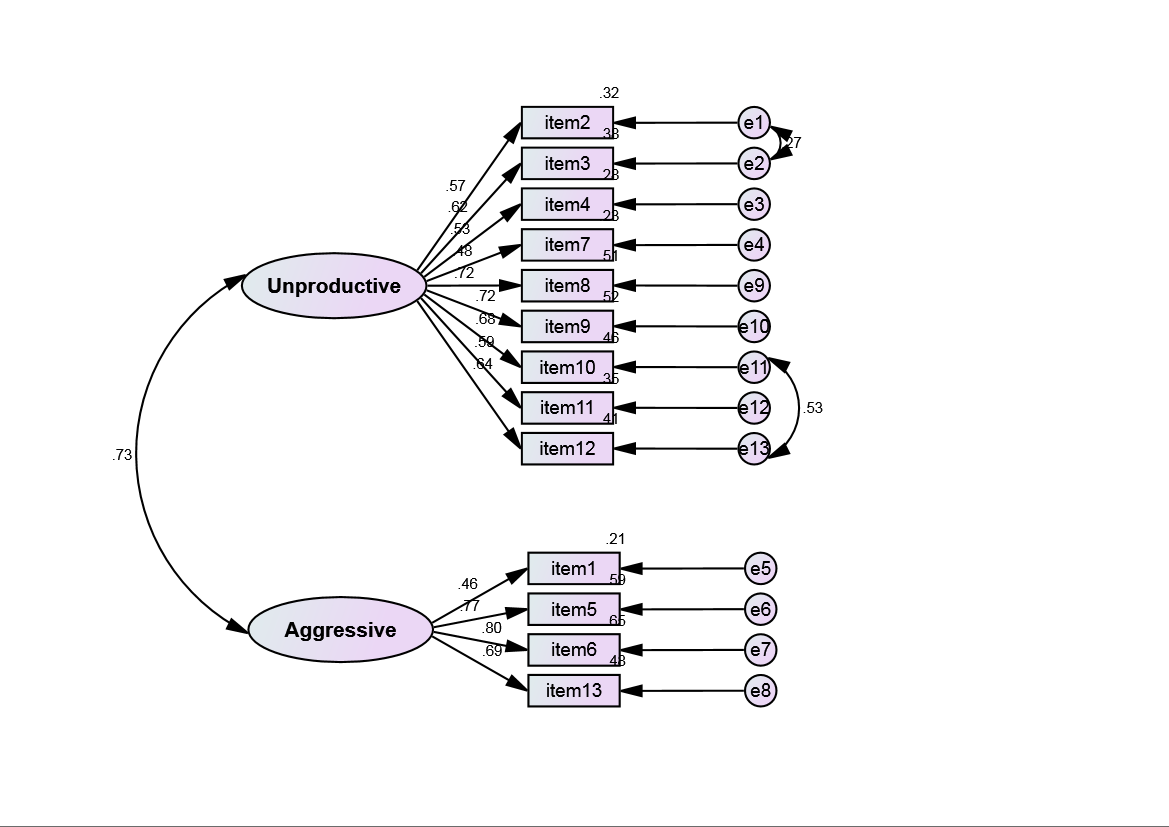 .32
item2
e1
.38
.27
item3
e2
.28
.57
item4
e3
.62
.23
.53
item7
e4
.48
.51
.72
Unproductive
item8
e9
.72
.52
.68
item9
e10
.59
.46
.64
item10
e11
.35
item11
e12
.53
.41
item12
e13
.73
.21
item1
e5
.46
.59
.77
item5
e6
.80
.65
Aggressive
.69
item6
e7
.48
item13
e8